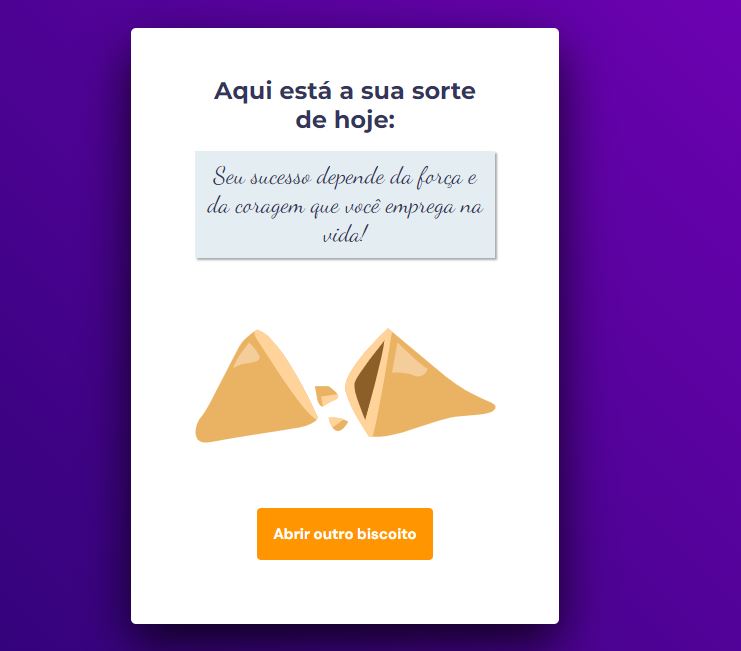 Aqui está a sua sorte
de hoje:
Seu sucesso depende da força e
da coragem que você emprega na
vida!
Abrir outro biscoito